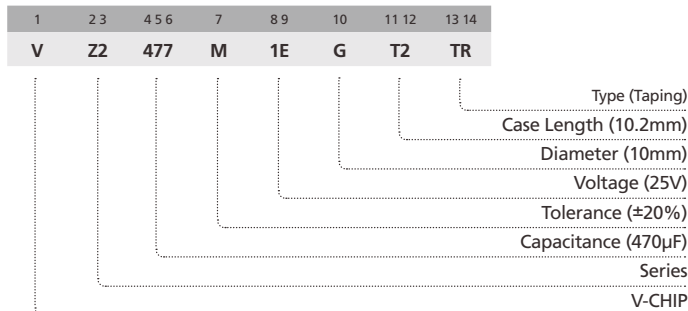 1 2 3 4 5 6 7 8 9 10 11 12 13 14
V Z2 477 M 1E G T2 TR
Type (Taping)
Case Length (10.2mm)
Diameter (10mm)
Voltage (25V)
Tolerance (±20%)
Capacitance (470µF)
Series
V-CHIP